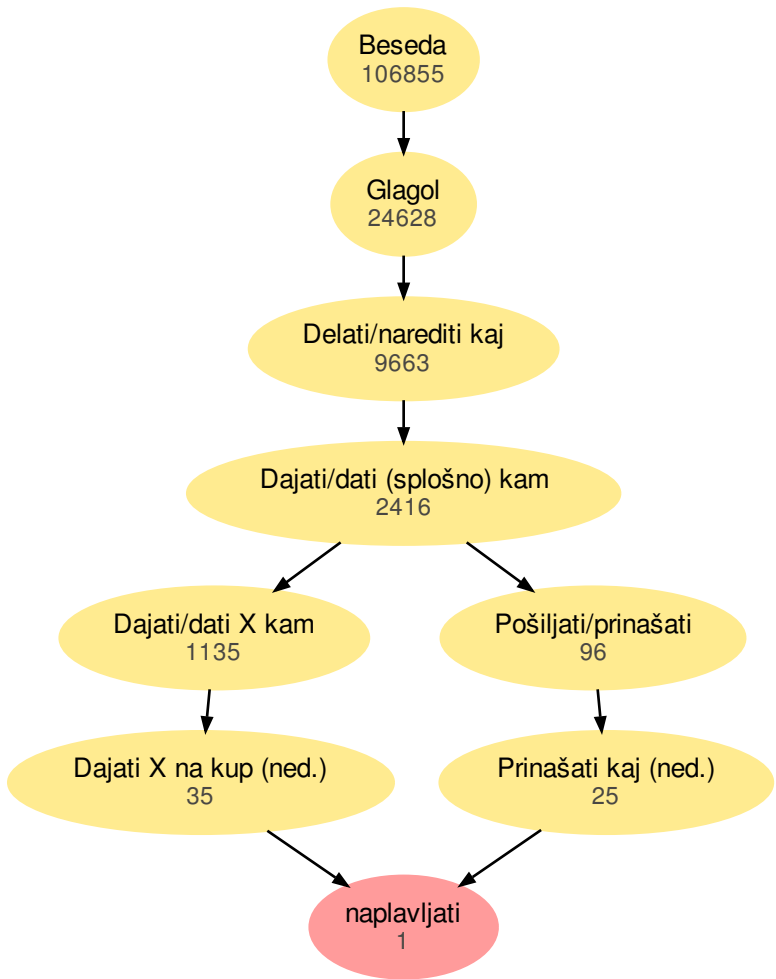 Beseda
106855
Glagol
24628
Delati/narediti kaj
9663
Dajati/dati (splošno) kam
2416
Dajati/dati X kam
1135
Pošiljati/prinašati
96
Dajati X na kup (ned.)
35
Prinašati kaj (ned.)
25
naplavljati
1